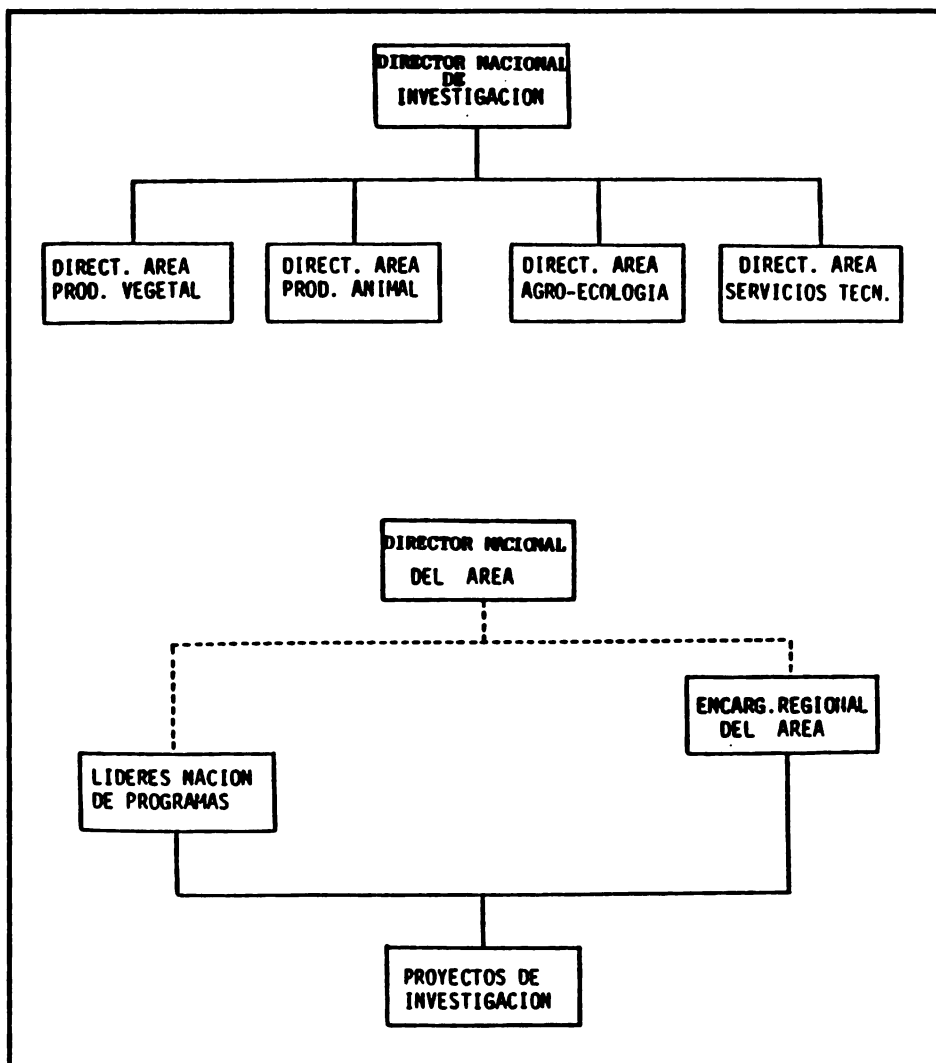 DIRECTOR NACIONAL
DE
INVESTIGACION
DIRECT. AREA
PROD. VEGETAL
DIRECT. AREA
PROD. ANIMAL
DIRECT. AREA
AGRO-ECOLOGIA
DIRECT. AREA
SERVICIOS TECN.
DIRECTOR NACIONAL
DEL AREA
ENCARG.REGIONAL
DEL AREA
LIDERES NACION
DE PROGRAMAS
PROYECTOS DE
INVESTIGACION